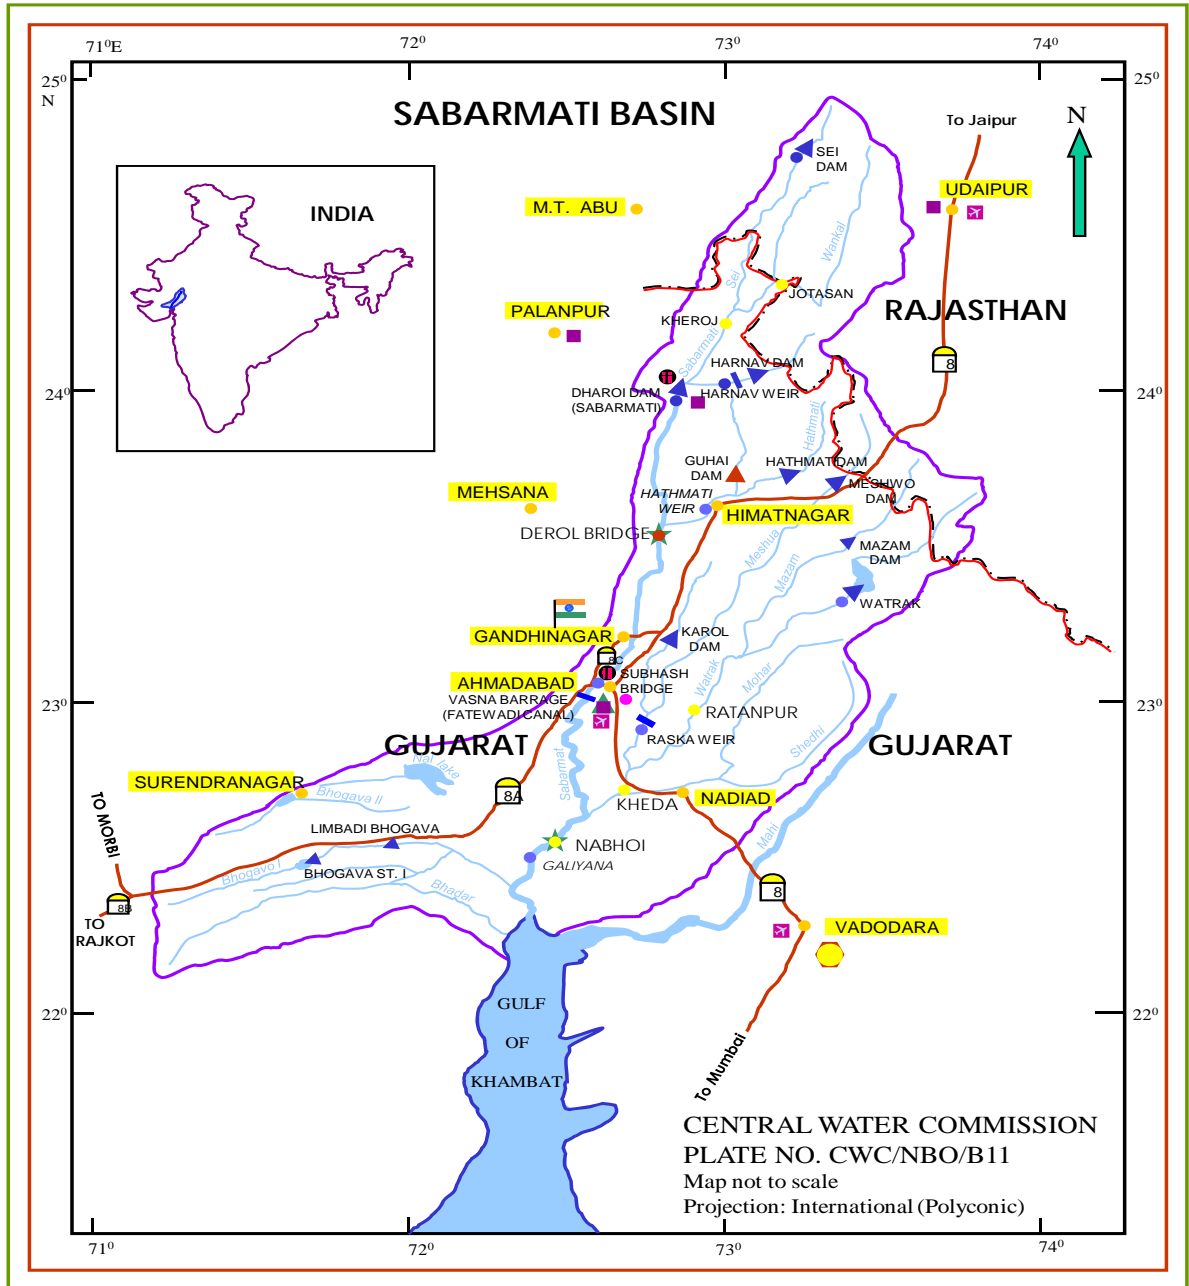 71⁰E
72⁰
73⁰
74⁰
25⁰
N
25⁰
SABARMATI BASIN
To Jaipur
N
SEI
DAM
UDAIPUR
INDIA
M.T. ABU
Wankal
Sei
JOTASAN
PALANPUR
KHEROJ
RAJASTHAN
Sabarmati
8
HARNAV DAM
24⁰
DHAROI DAM
(SABARMATI)
HARNAV WEIR
24⁰
Hathmati
GUHAI
DAM
HATHMATI DAM
MEHSANA
HATHMATI
WEIR
MESHWO
DAM
HIMATNAGAR
DEROL BRIDGE
Meshua
Mazam
MAZAM
DAM
WATRAK
GANDHINAGAR
KAROL
DAM
8C
SUBHASH
BRIDGE
AHMADABAD
Watrak
Mohar
23⁰
VASNA BARRAGE
(FATEWADI CANAL)
23⁰
RATANPUR
RASKA WEIR
GUJARAT
GUJARAT
Shedhi
Nal lake
Sabarmat
SURENDRANAGAR
Bhogava II
8A
KHEDA
NADIAD
TO MORBI
LIMBADI BHOGAVA
Mahi
NABHOI
GALIYANA
Bhogavo I
BHOGAVA ST. I
Bhadar
8
8B
TO
RAJKOT
VADODARA
GULF
OF
KHAMBAT
22⁰
22⁰
To Mumbai
CENTRAL WATER COMMISSION
PLATE NO. CWC/NBO/B11
Map not to scale
Projection: International (Polyconic)
71⁰
72⁰
73⁰
74⁰